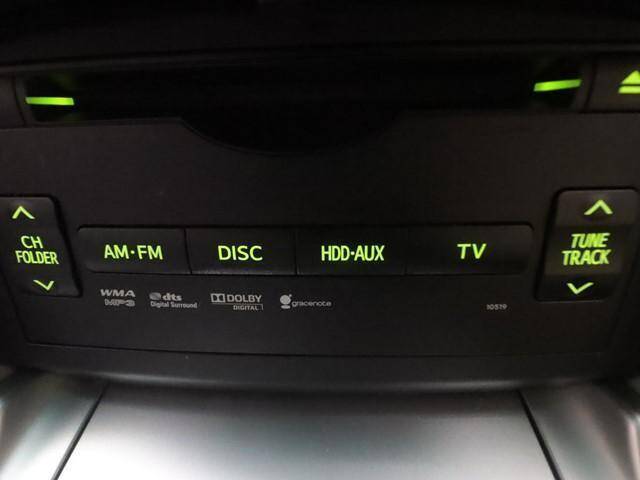 CH
FOLDER
AM・FM
DISC
HDD・AUX
TV
TUNE
TRACK
WMA
MP3
dts
Digital Surround
DOLBY
DIGITAL
gracenote
10519